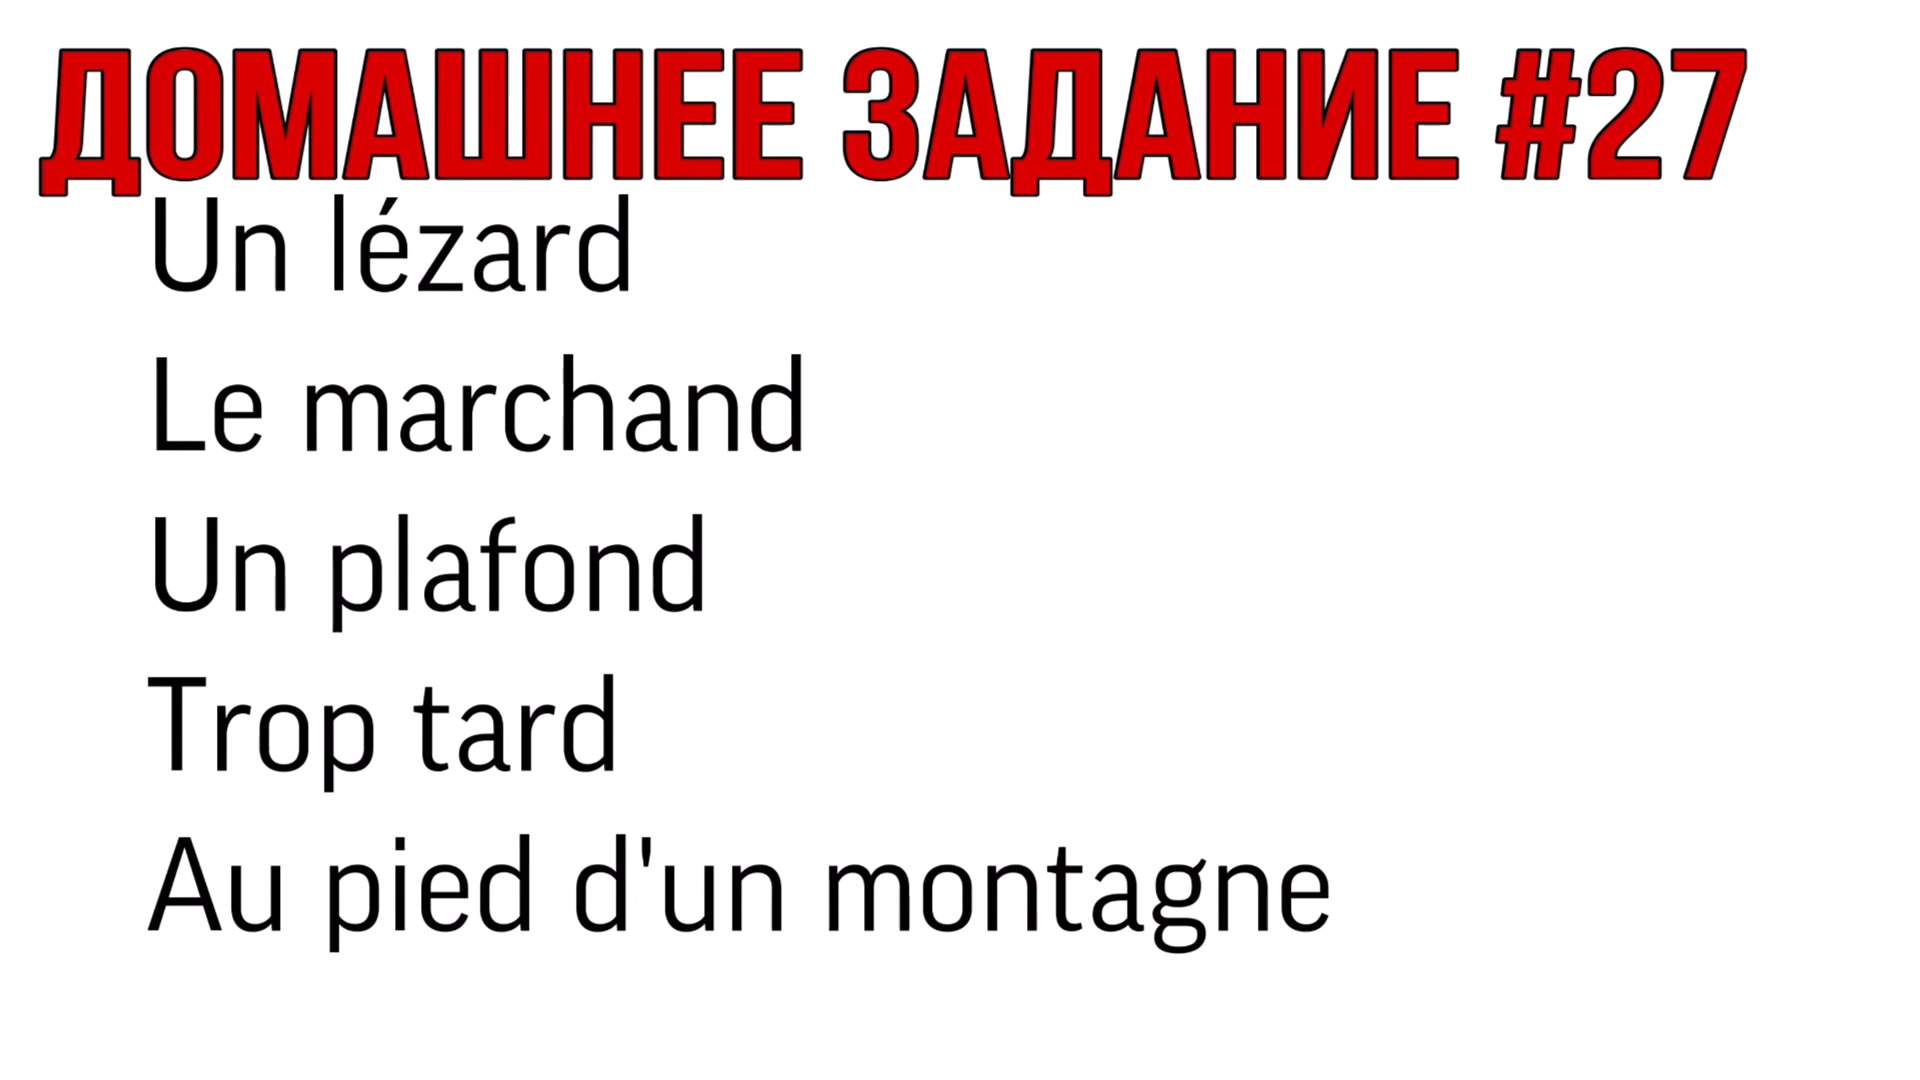 ДОМАШНЕЕ ЗАДАНИЕ #27
Un lézard
Le marchand
Un plafond
Trop tard
Au pied d'un montagne